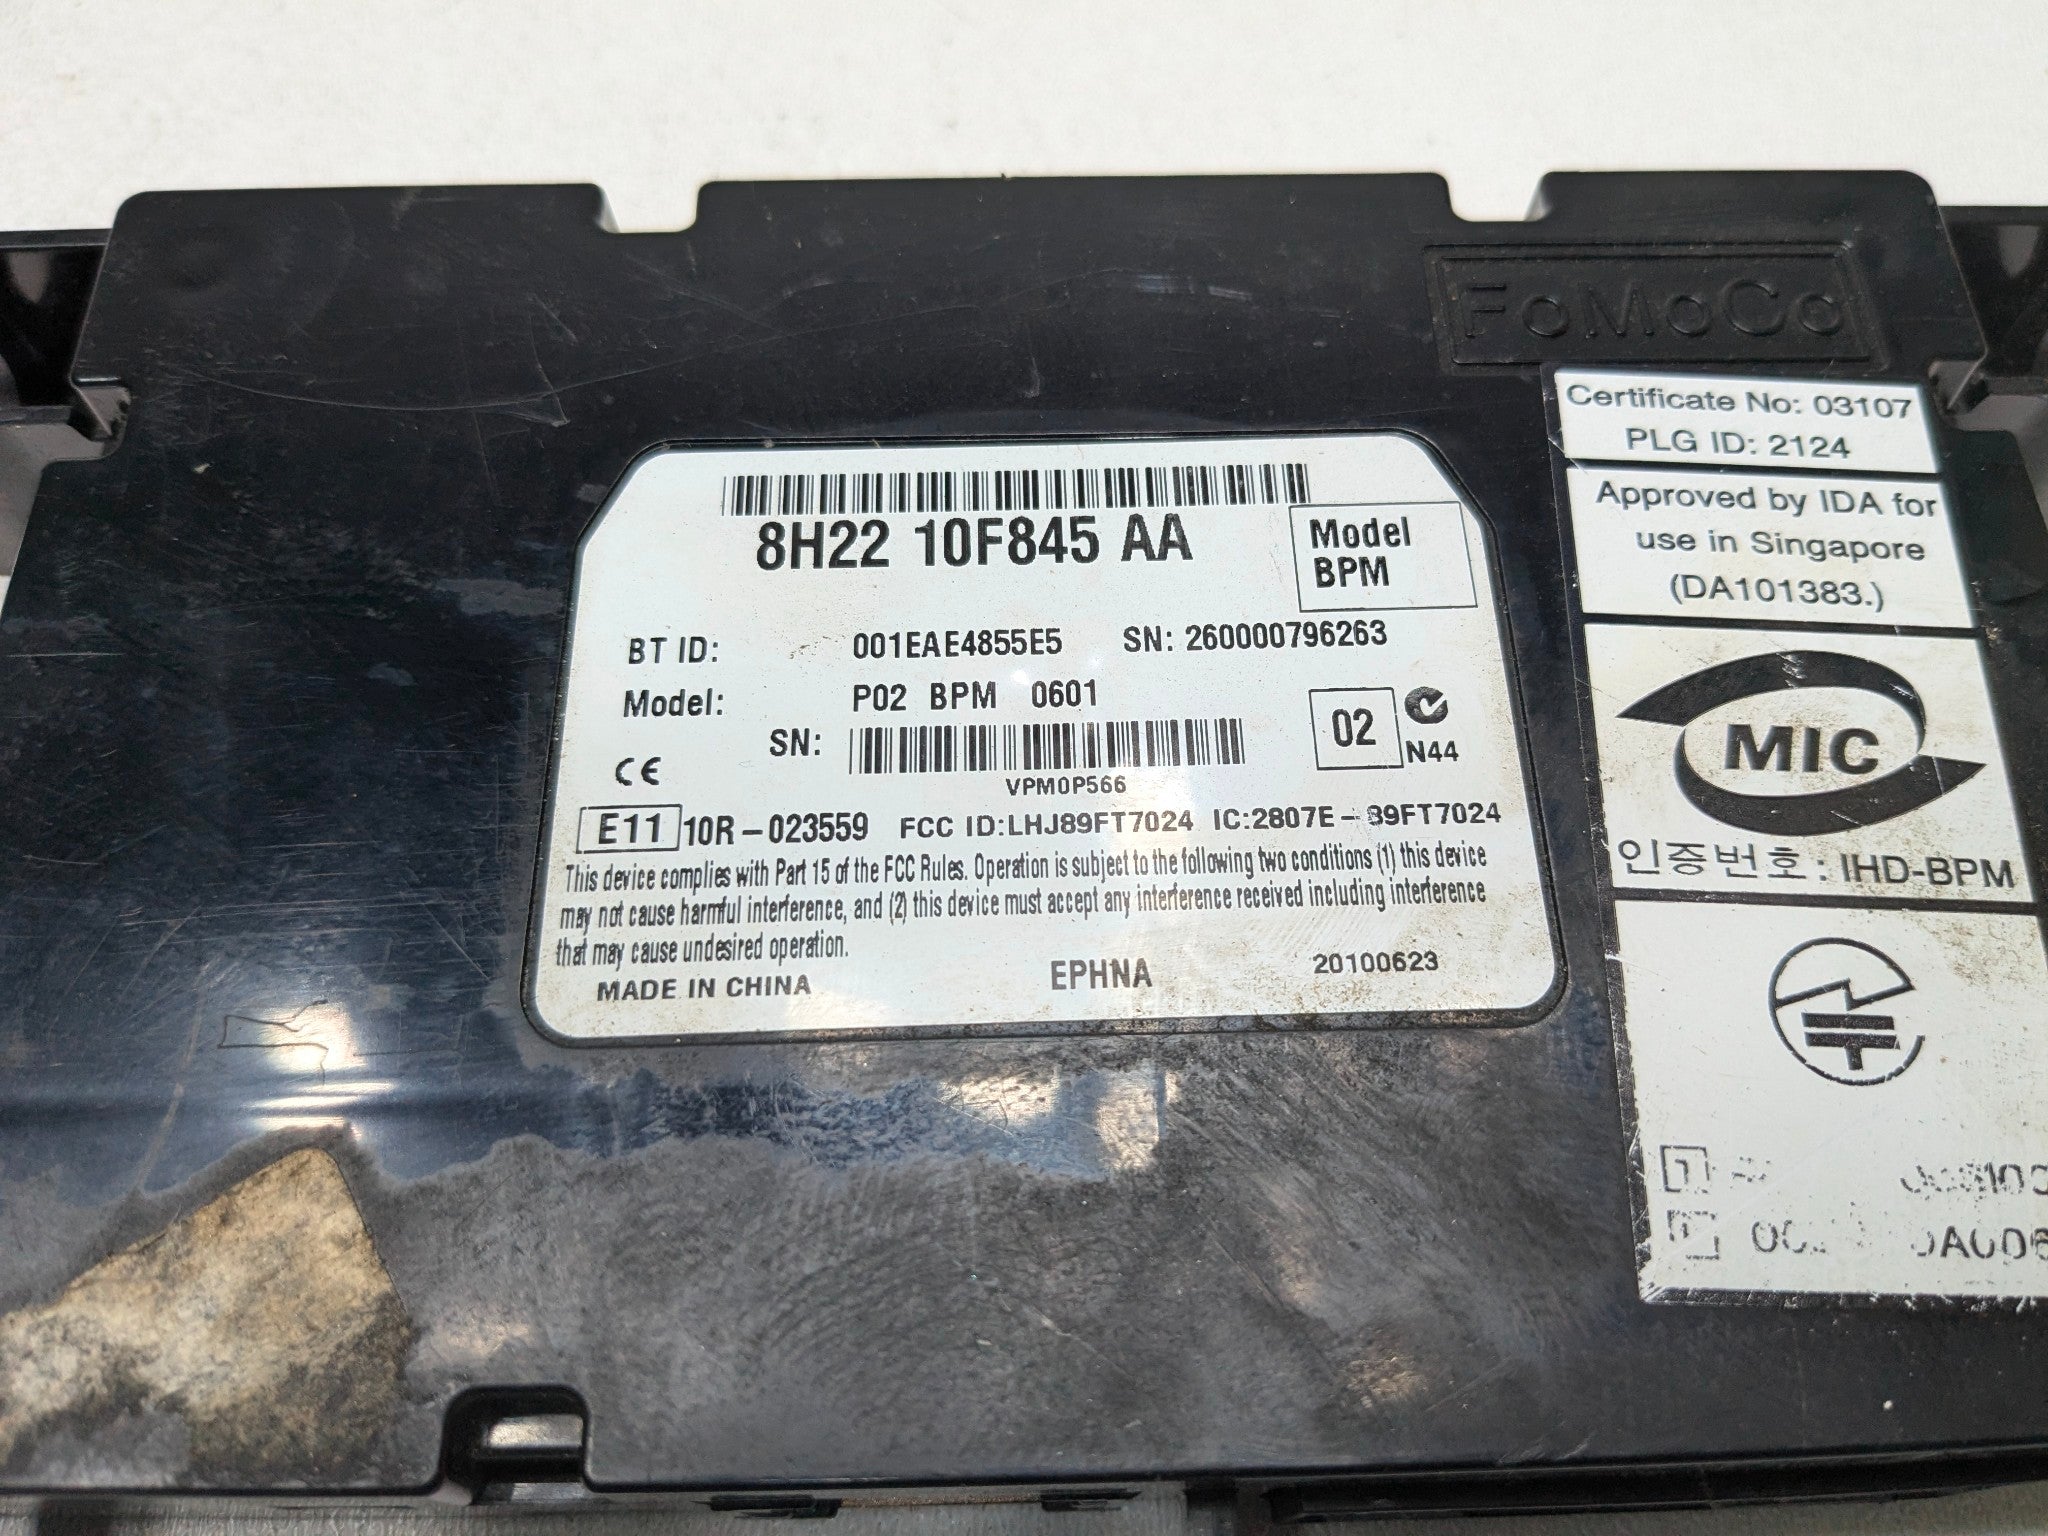 FoMoCo
Certificate No: 03107
PLG ID: 2124
Approved by IDA for
use in Singapore
(DA101383.)
MIC
인증번호: IHD-BPM
8H22 10F845 AA
Model
BPM
BT ID: 001EAE4855E5 SN: 260000796263
Model: P02 BPM 0601
SN:
VPM0P566
02
N44
CE
E11 10R-023559 FCC ID:LHJ89FT7024 IC:2807E-89FT7024
This device complies with Part 15 of the FCC Rules. Operation is subject to the following two conditions (1) this device
may not cause harmful interference, and (2) this device must accept any interference received including interference
that may cause undesired operation.
MADE IN CHINA EPHNA 20100623